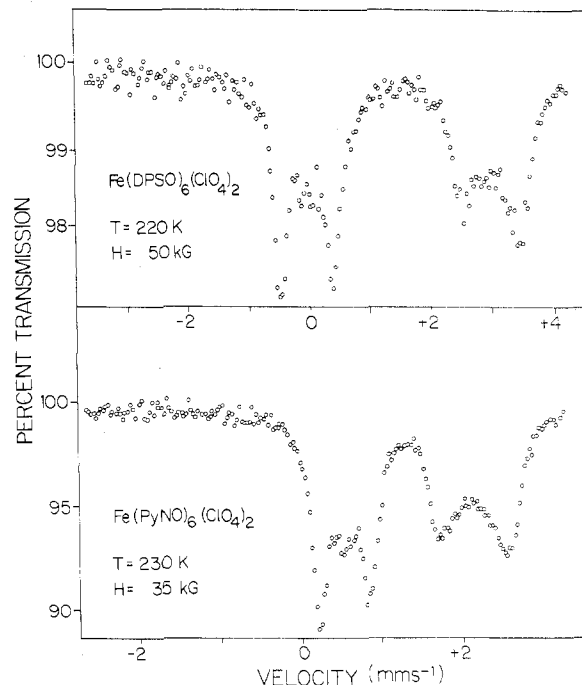 100
99
98
Fe(DPSO)6(ClO4)2
T = 220 K
H = 50 kG
-2 0 +2 +4
PERCENT TRANSMISSION
100
95
90
Fe(PyNO)6(ClO4)2
T = 230 K
H = 35 kG
-2 0 +2
VELOCITY (mms-1)